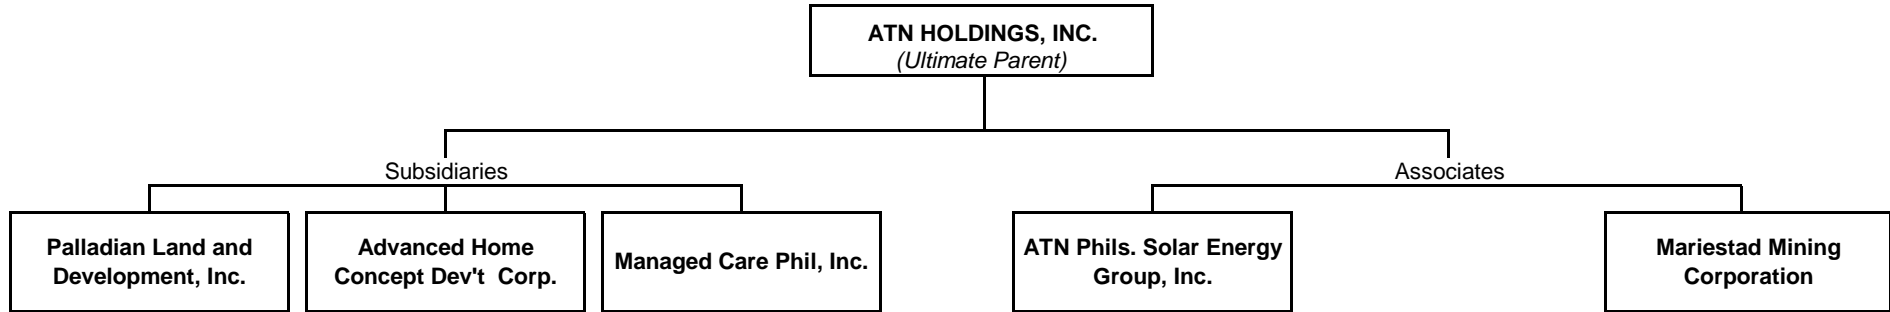 ATN HOLDINGS, INC.
(Ultimate Parent)
Subsidiaries
Associates
Palladian Land and
Development, Inc.
Advanced Home
Concept Dev't  Corp.
Managed Care Phil, Inc.
ATN Phils. Solar Energy
Group, Inc.
Mariestad Mining
Corporation